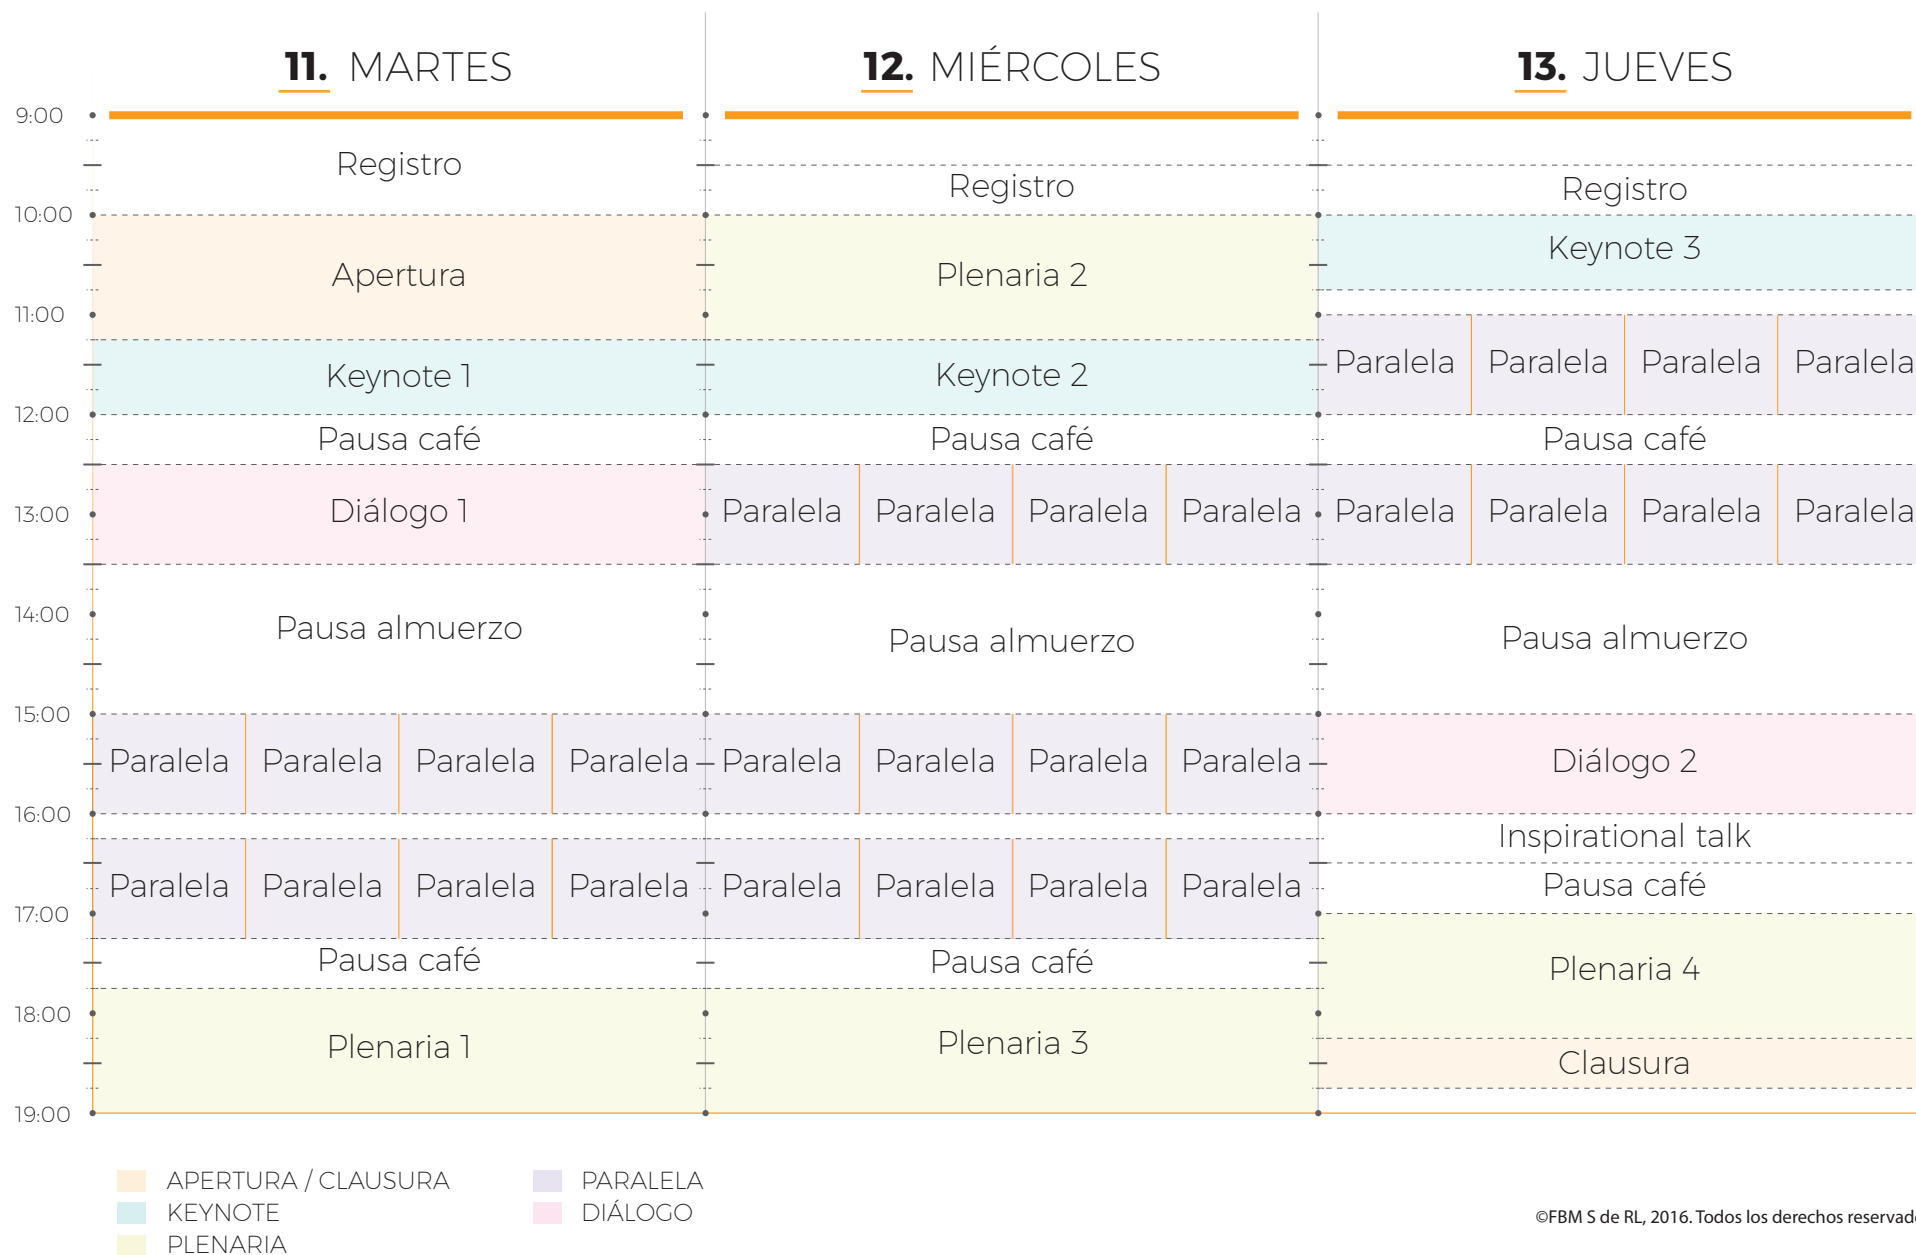 11. MARTES
12. MIÉRCOLES
13. JUEVES
9:00
Registro
Registro
Registro
10:00
Apertura
Plenaria 2
Keynote 3
11:00
Keynote 1
Keynote 2
Paralela Paralela Paralela Paralela
12:00
Pausa café
Pausa café
Pausa café
Diálogo 1
13:00
Paralela Paralela Paralela Paralela
Paralela Paralela Paralela Paralela
14:00
Pausa almuerzo
Pausa almuerzo
Pausa almuerzo
15:00
Paralela Paralela Paralela Paralela
Paralela Paralela Paralela Paralela
Diálogo 2
16:00
Inspirational talk
Paralela Paralela Paralela Paralela
Paralela Paralela Paralela Paralela
Pausa café
17:00
Pausa café
Pausa café
Plenaria 4
18:00
Plenaria 1
Plenaria 3
Clausura
19:00
APERTURA / CLAUSURA
KEYNOTE
PLENARIA
PARALELA
DIÁLOGO
©FBM S de RL, 2016. Todos los derechos reservado